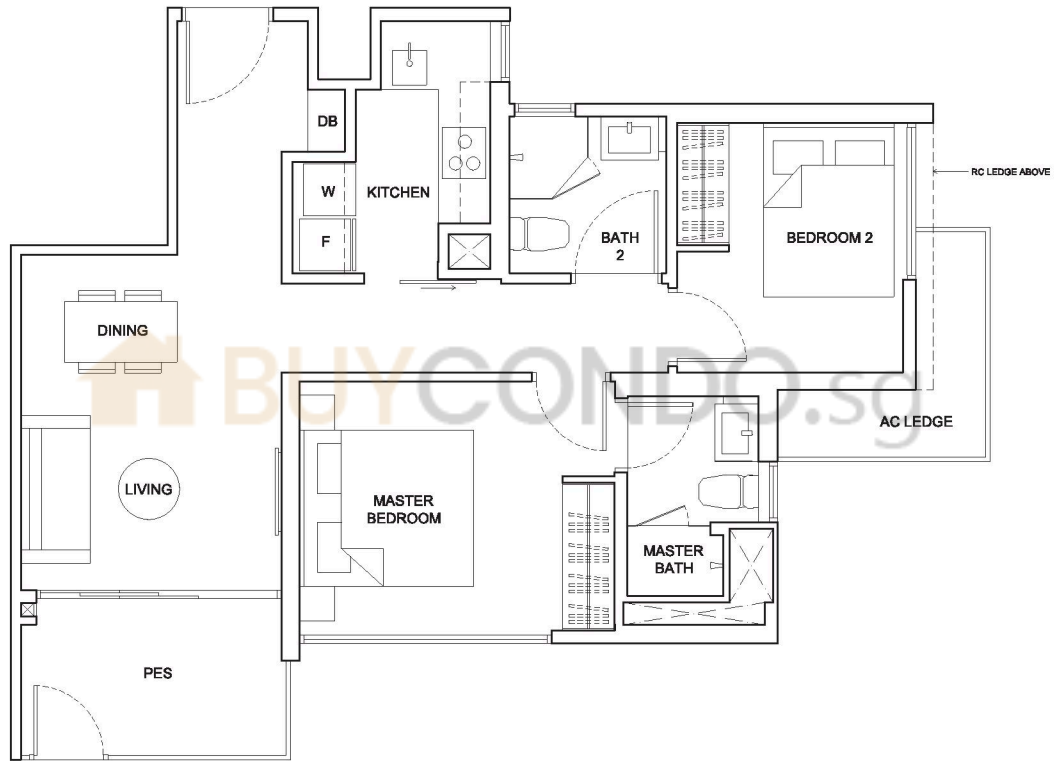 DB
W
KITCHEN
F
BATH
2
BEDROOM 2
RC LEDGE ABOVE
DINING
BUYCONDO.sg
AC LEDGE
LIVING
MASTER
BEDROOM
MASTER
BATH
PES